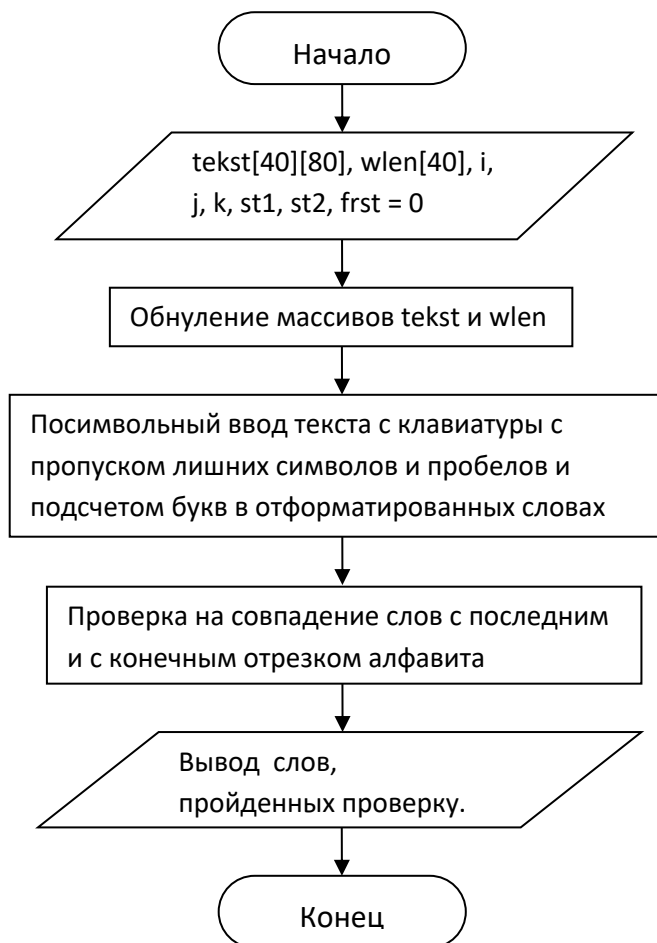 Начало
tekst[40][80], wlen[40], i,
j, k, st1, st2, frst = 0
Обнуление массивов tekst и wlen
Посимвольный ввод текста с клавиатуры с
пропуском лишних символов и пробелов и
подсчетом букв в отформатированных словах
Проверка на совпадение слов с последним
и с конечным отрезком алфавита
Вывод слов,
пройденных проверку.
Конец